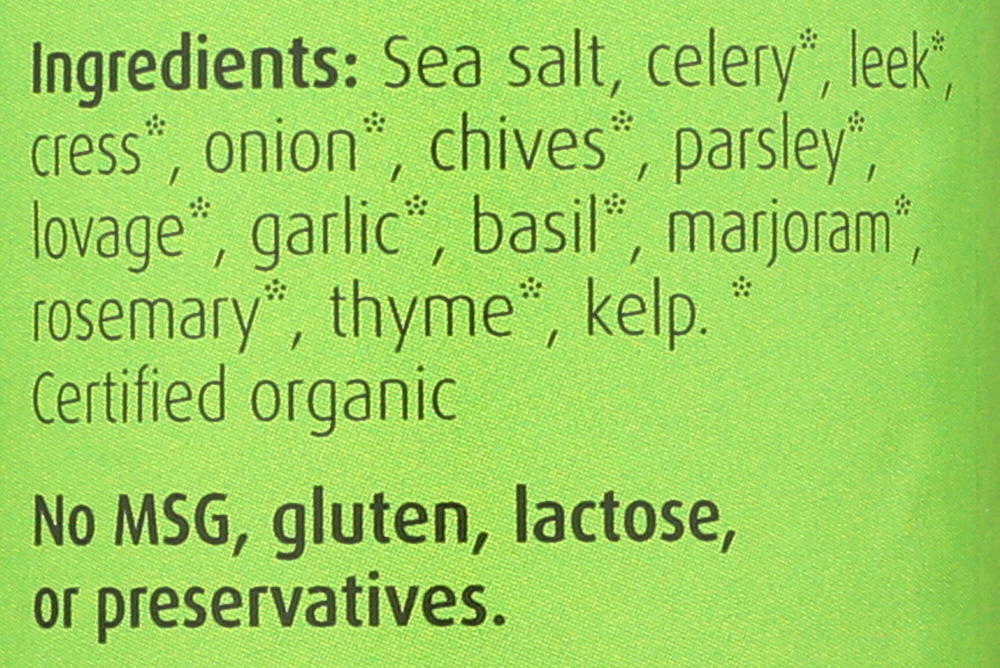 Ingredients: Sea salt, celery*, leek*,
cress*, onion*, chives*, parsley*,
lovage*, garlic*, basil*, marjoram*,
rosemary*, thyme*, kelp. *
Certified organic
No MSG, gluten, lactose,
or preservatives.